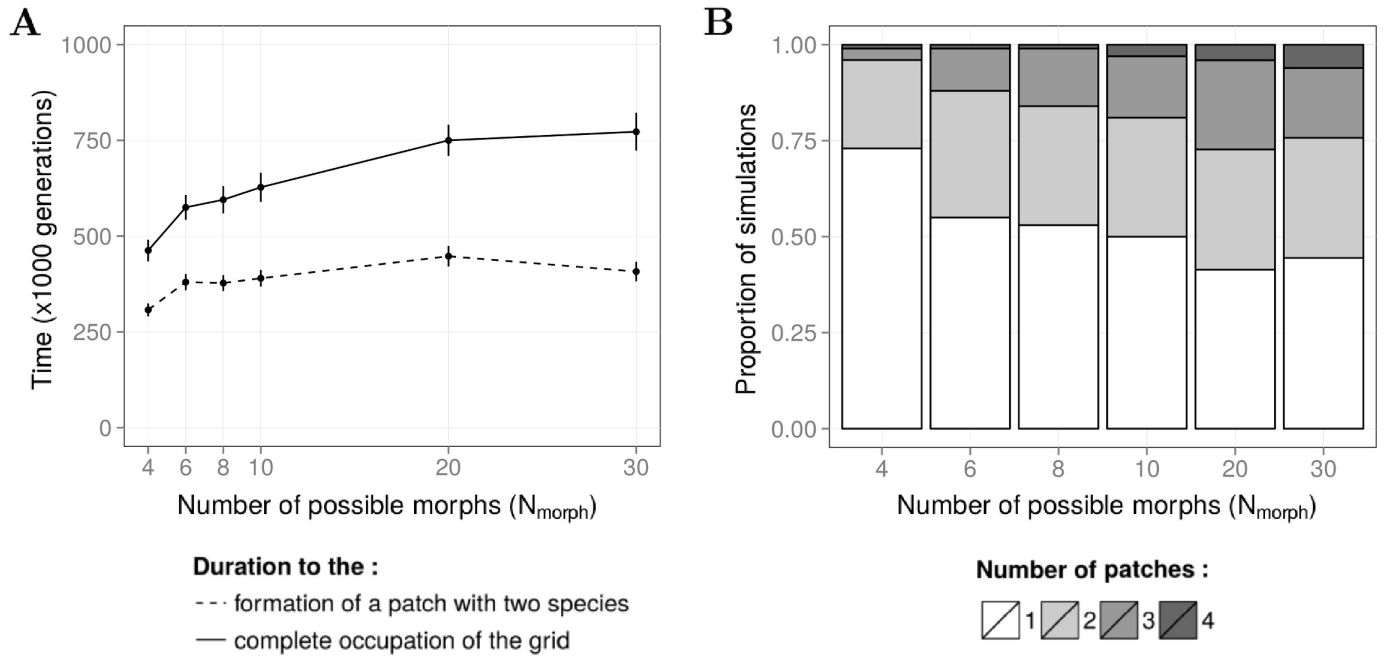 A
1000
750
500
250
0
Time (x1000 generations)
4 6 8 10 20 30
Number of possible morphs (Nmorph)
Duration to the :
formation of a patch with two species
complete occupation of the grid
B
1.00
0.75
0.50
0.25
0.00
Proportion of simulations
4 6 8 10 20 30
Number of possible morphs (Nmorph)
Number of patches :
1 2 3 4